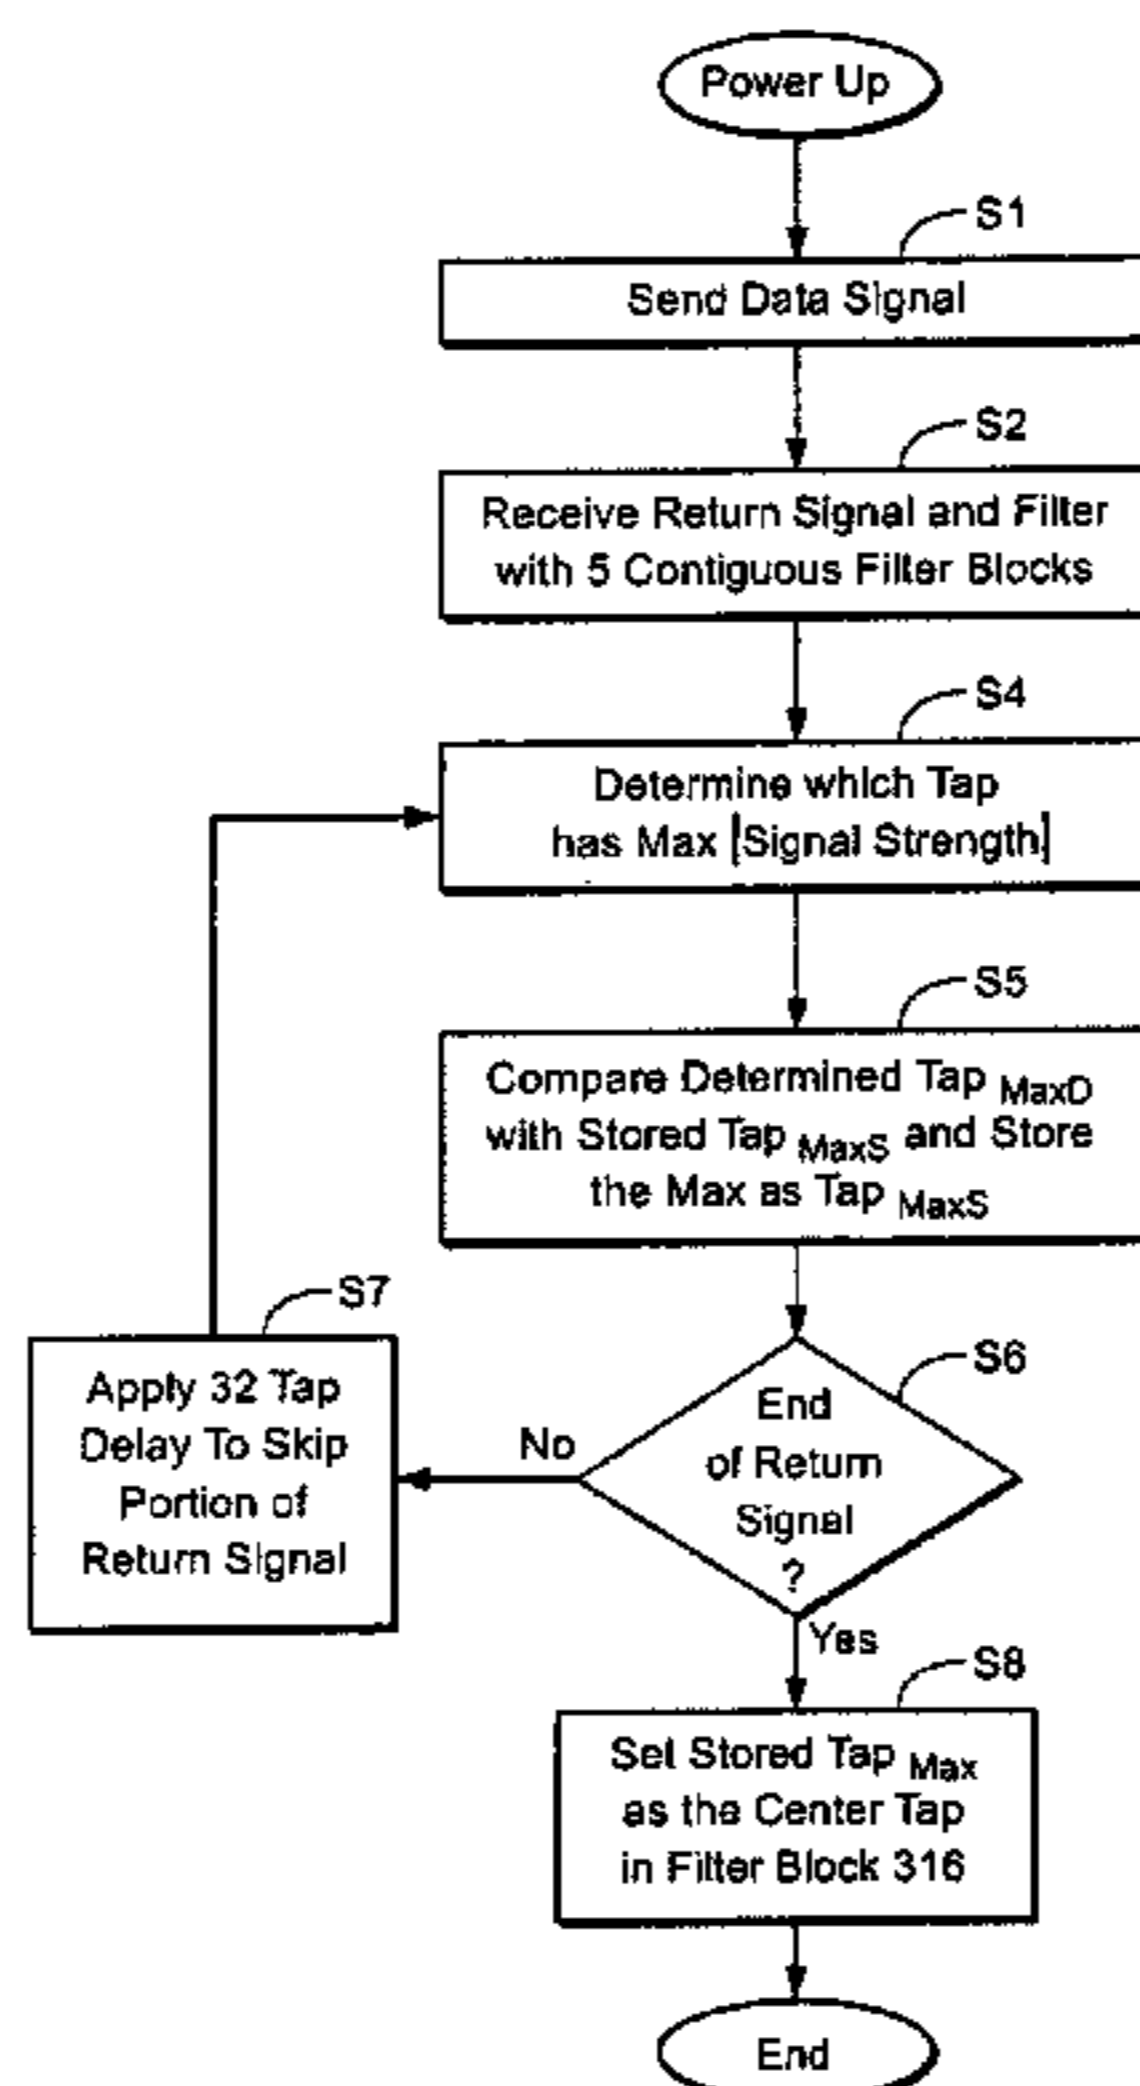 Power Up
S1
Send Data Signal
S2
Receive Return Signal and Filter
with 5 Contiguous Filter Blocks
S4
Determine which Tap
has Max |Signal Strength|
S5
Compare Determined Tap MaxD
with Stored Tap MaxS and Store
the Max as Tap MaxS
S7
Apply 32 Tap
Delay To Skip
Portion of
Return Signal
S6
End
of Return
Signal
?
No
Yes
S8
Set Stored Tap Max
as the Center Tap
in Filter Block 316
End